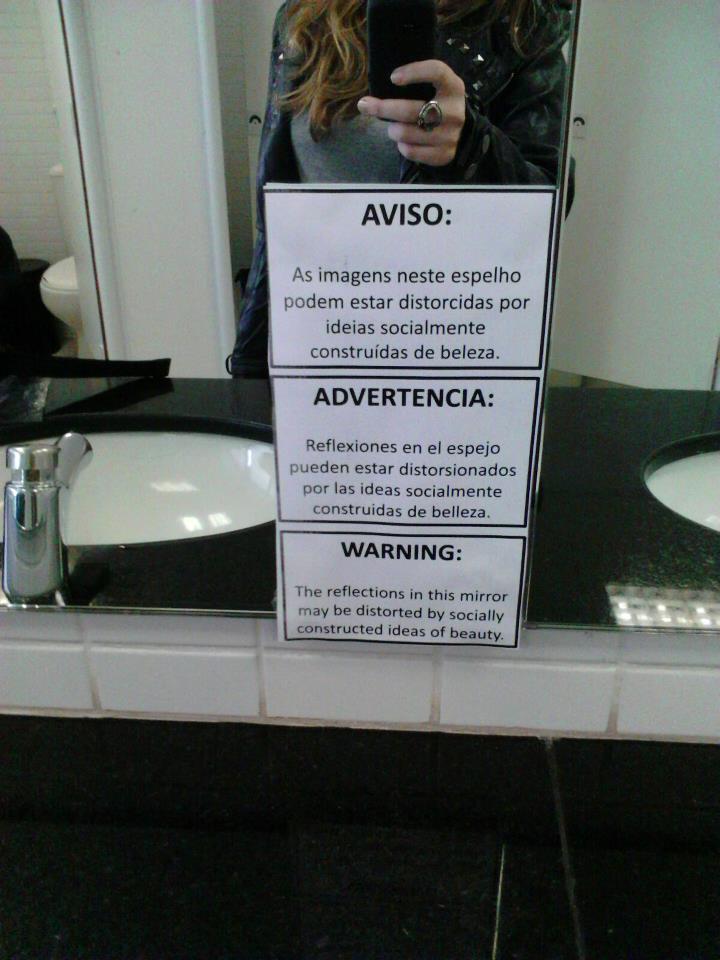 AVISO:
As imagens neste espelho
podem estar distorcidas por
ideias socialmente
construídas de beleza.
ADVERTENCIA:
Reflexiones en el espejo
pueden estar distorsionados
por las ideas socialmente
construidas de belleza.
WARNING:
The reflections in this mirror
may be distorted by socially
constructed ideas of beauty.